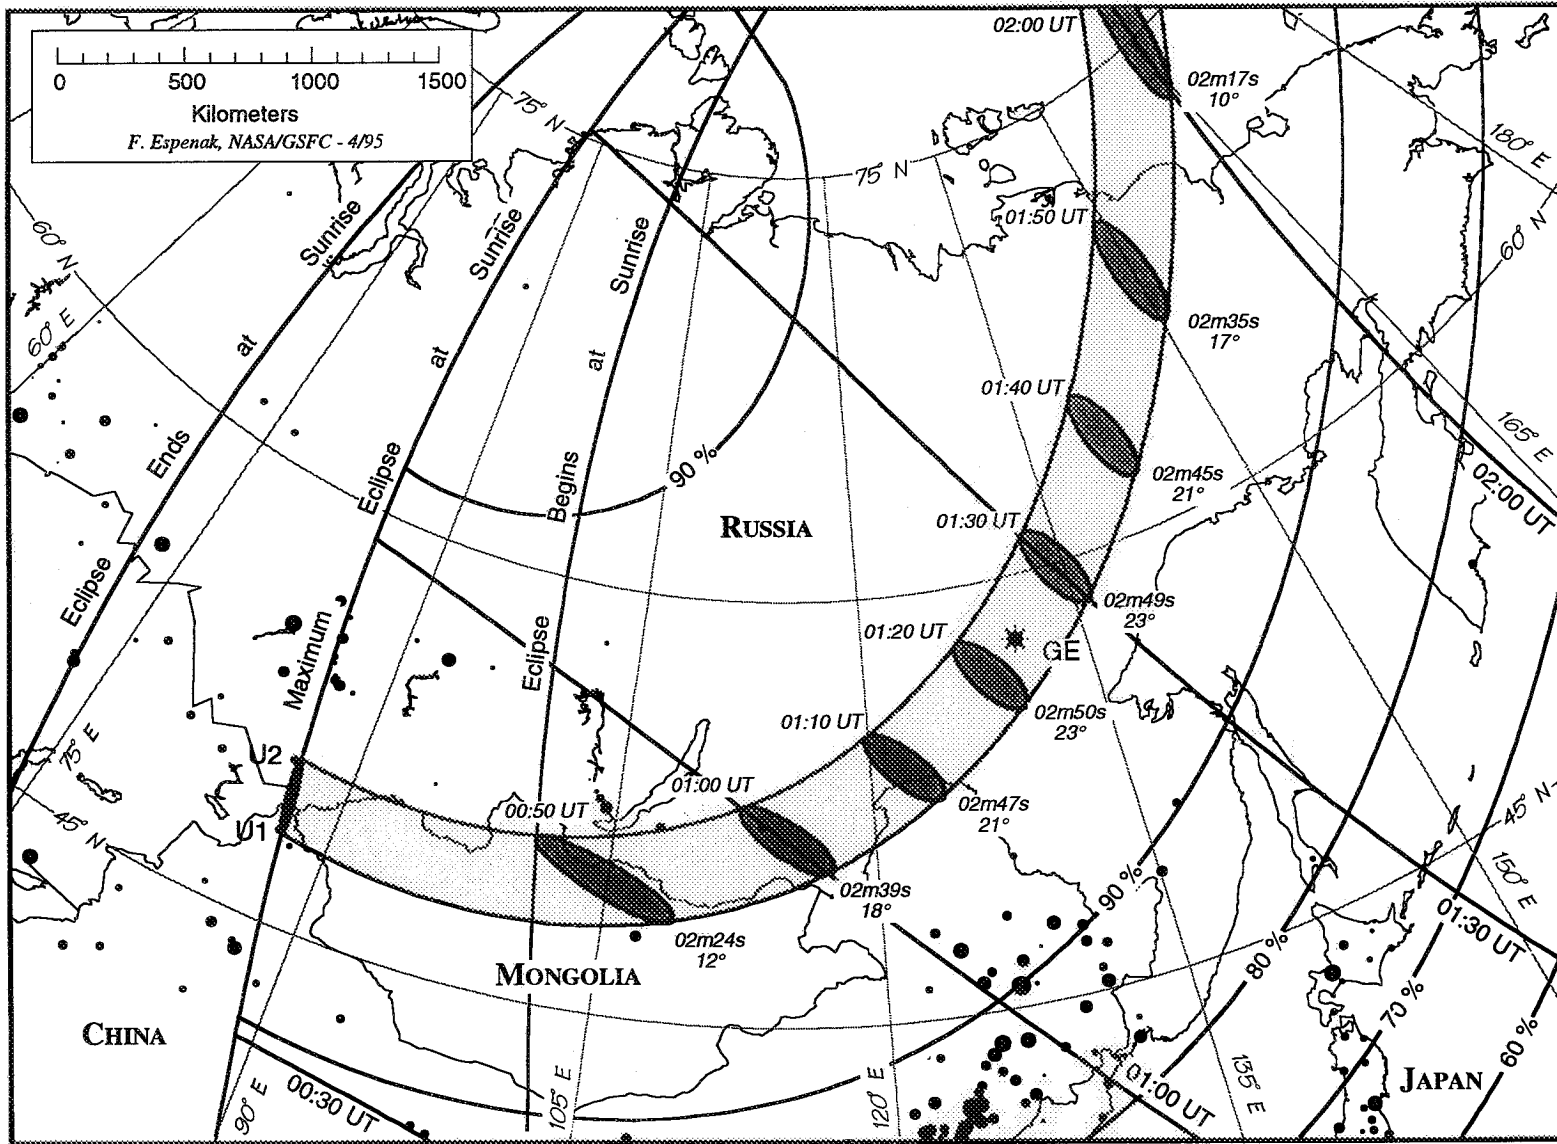 0 500 1000 1500
Kilometers
F. Espenak, NASA/GSFC - 4/95
02:00 UT
02m17s
10°
75° N
75° N
180° E
60° N
60° N
60° E
01:50 UT
02m35s
17°
Eclipse Ends at Sunrise
Maximum Eclipse at Sunrise
Eclipse Begins at Sunrise
01:40 UT
02m45s
21°
165° E
02:00 UT
90 %
RUSSIA
01:30 UT
02m49s
23°
01:20 UT
GE
02m50s
23°
01:10 UT
75° E
U2
U1
45° N
01:00 UT
00:50 UT
02m47s
21°
45° N
150° E
02m39s
18°
02m24s
12°
90 %
80 %
70 %
60 %
01:30 UT
MONGOLIA
CHINA
JAPAN
00:30 UT
01:00 UT
90° E
105° E
120° E
135° E